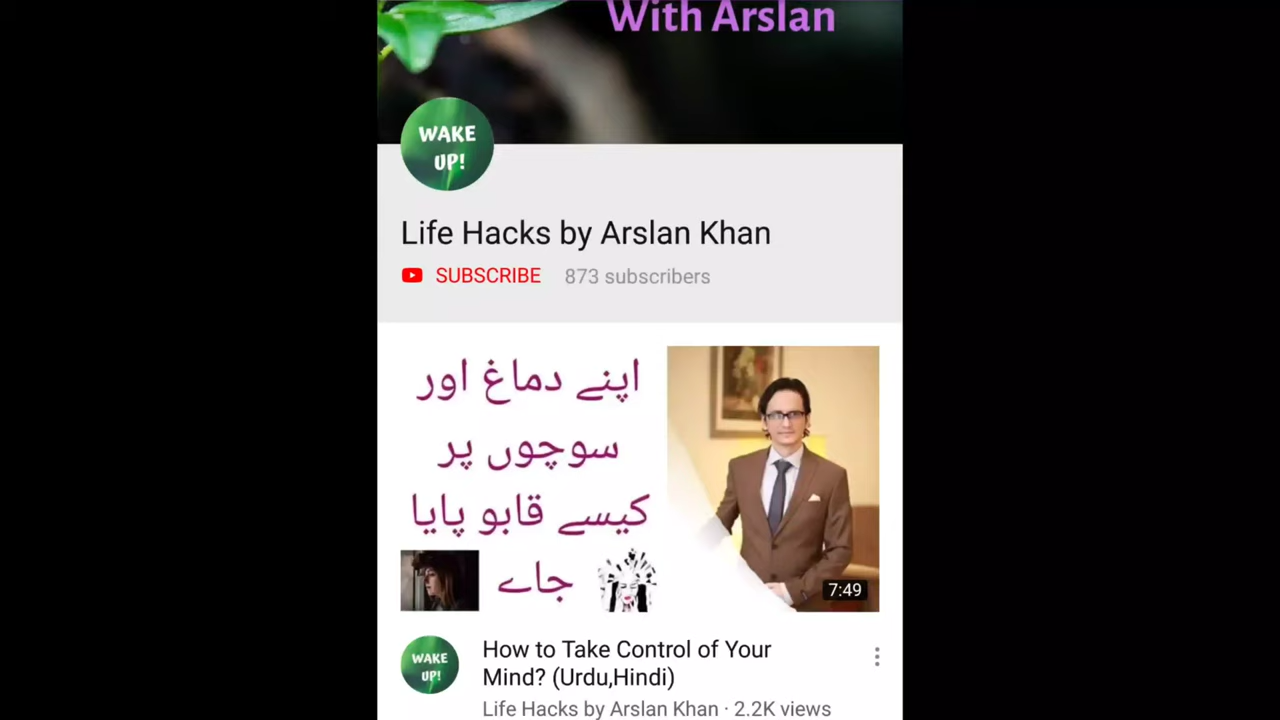 With Arslan
WAKE
UP!
Life Hacks by Arslan Khan
SUBSCRIBE 873 subscribers
اپنے دماغ اور
سوچوں پر
کیسے قابو پایا
جاے
7:49
WAKE
UP!
How to Take Control of Your
Mind? (Urdu,Hindi)
Life Hacks by Arslan Khan · 2.2K views